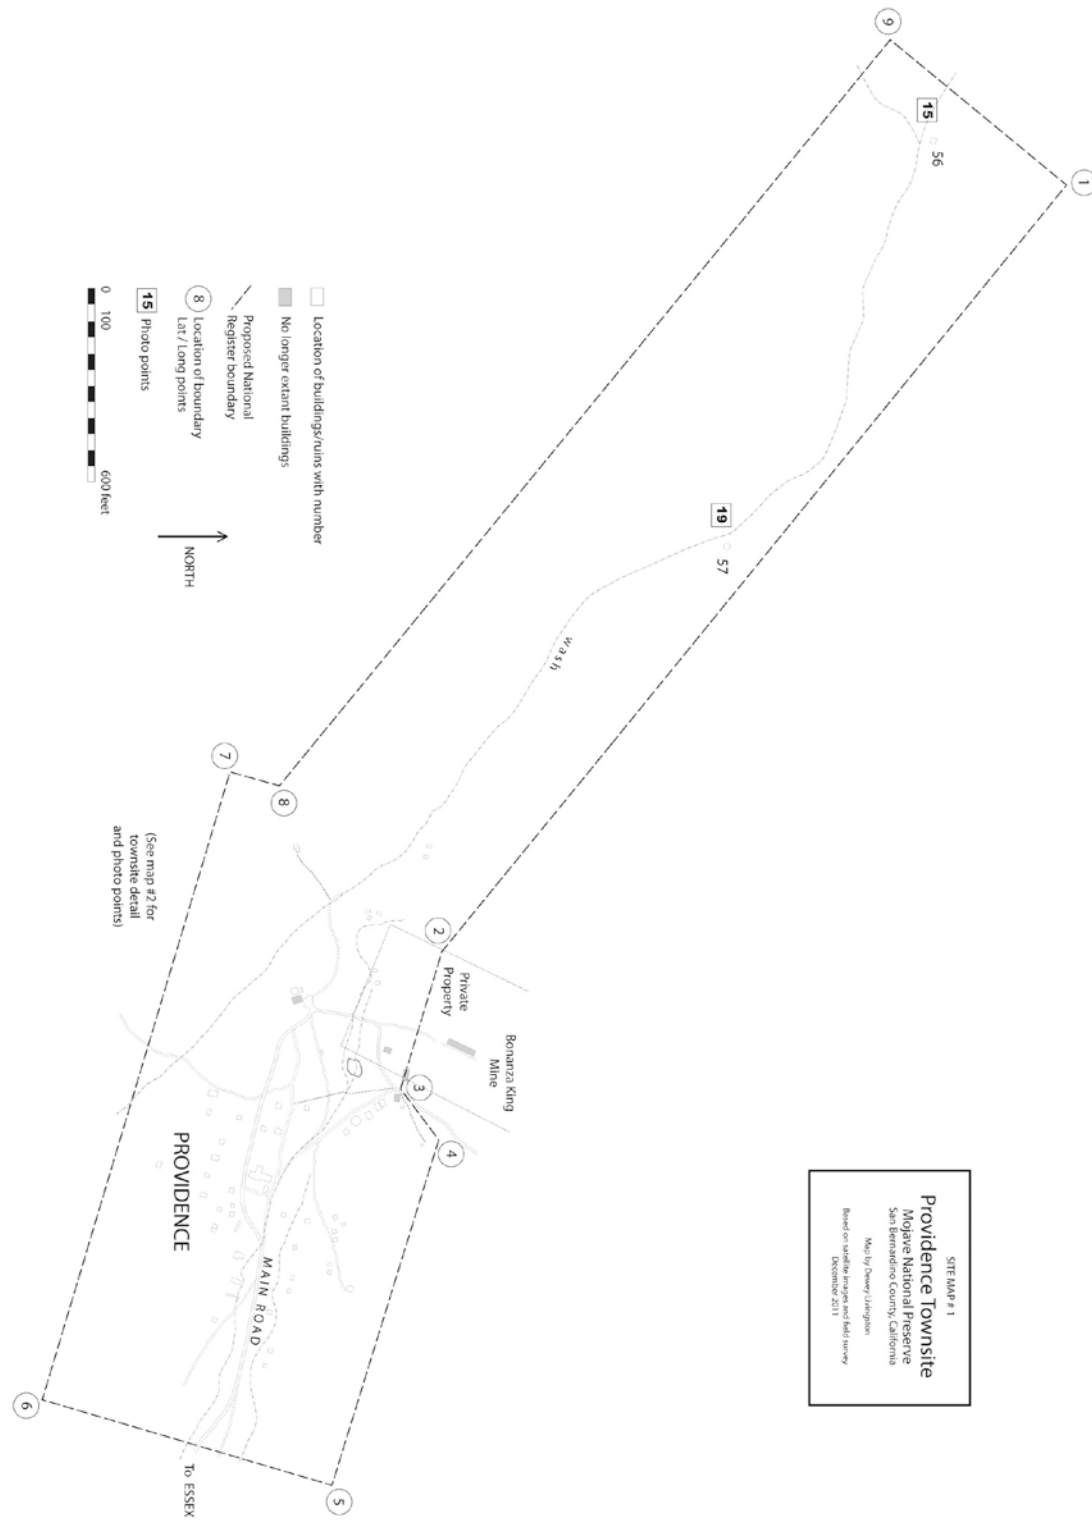 SITE MAP # 1
Providence Townsite
Mojave National Preserve
San Bernardino County, California
Map by Dewey Livingston
Based on satellite images and field survey
December 2011
1
9
15
56
19
57
wash
2
Private
Property
Bonanza King
Mine
3
4
8
7
(See map #2 for
townsite detail
and photo points)
PROVIDENCE
MAIN ROAD
5
6
To ESSEX
Location of buildings/ruins with number
No longer extant buildings
Proposed National
Register boundary
8
Location of boundary
Lat / Long points
15
Photo points
0 100 600 feet
NORTH